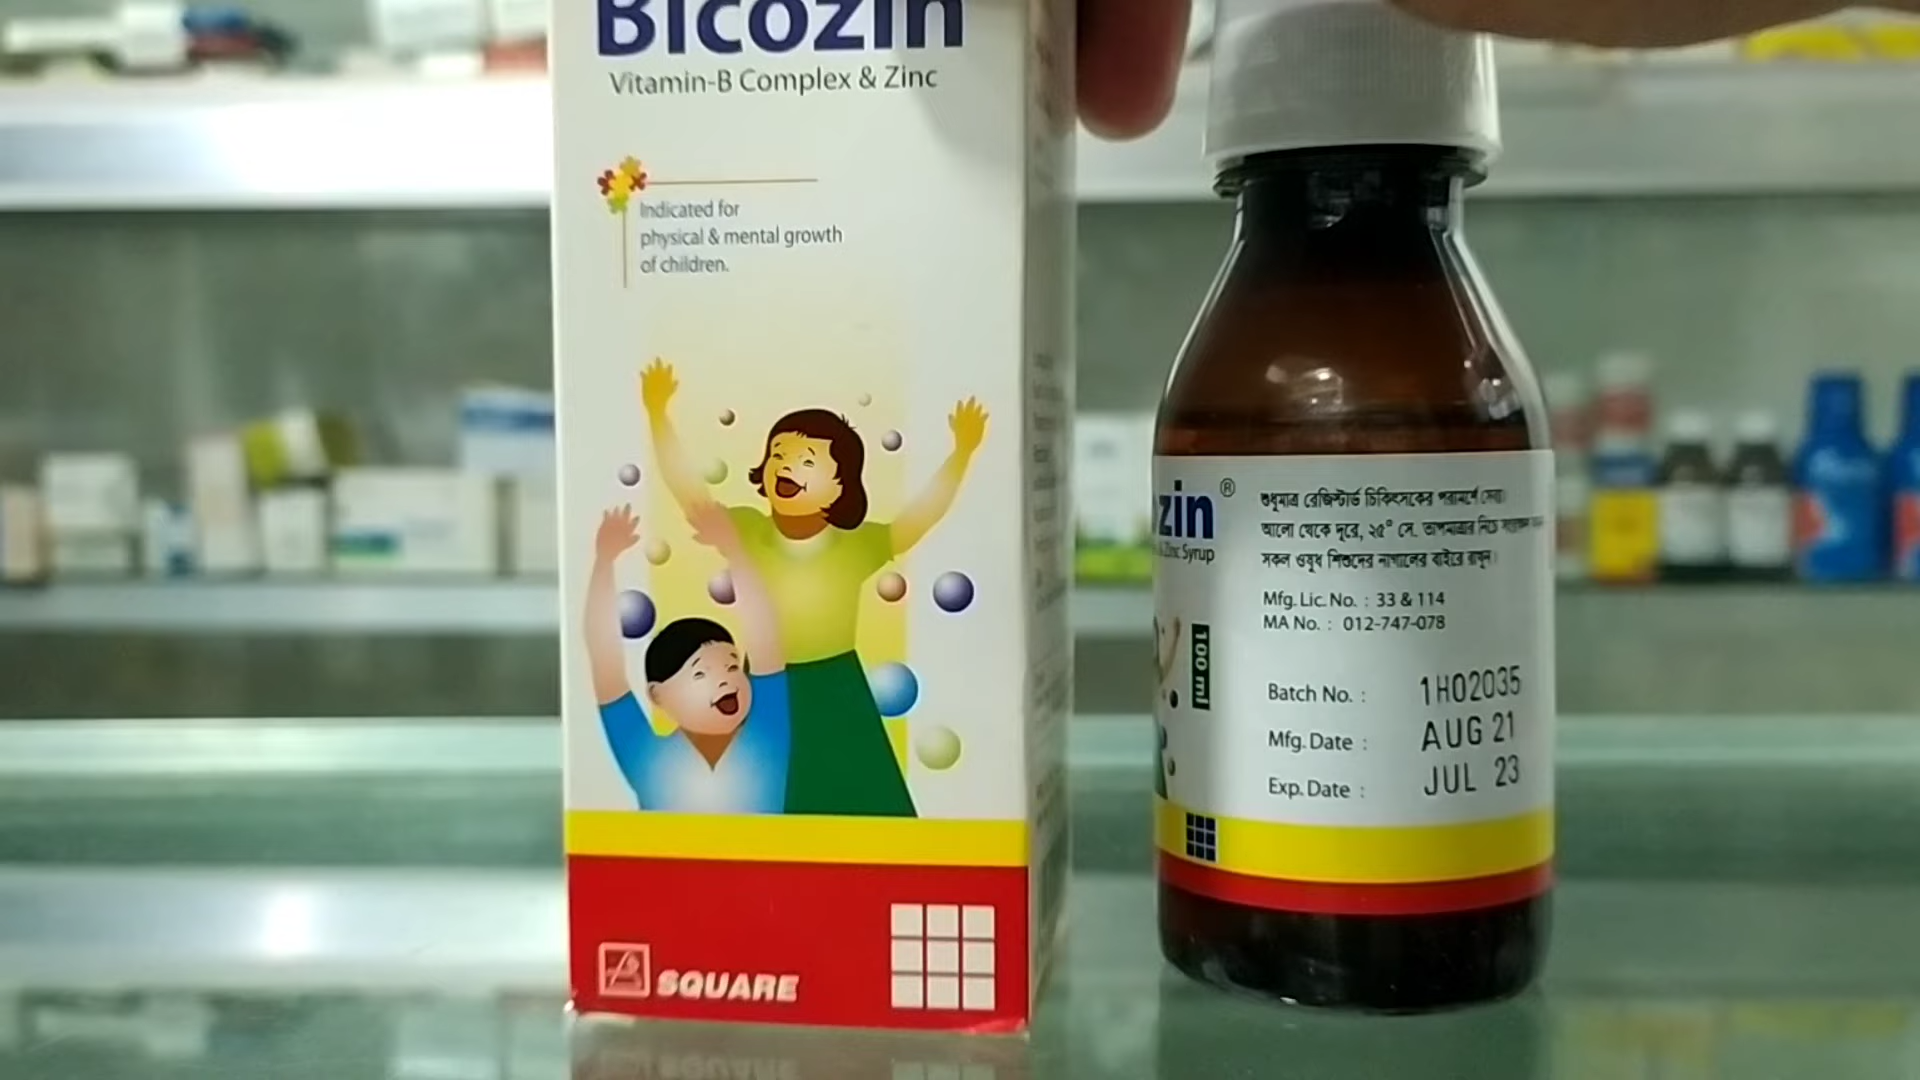 Bicozin
Vitamin-B Complex & Zinc
Indicated for
physical & mental growth
of children.
SQUARE
zin®
& Zinc Syrup
100 ml
শুধুমাত্র রেজিস্টার্ড চিকিৎসকের পরামর্শে সেব্য।
আলো থেকে দূরে, ২৫° সে. তাপমাত্রার নিচে
সকল ওষুধ শিশুদের নাগালের বাইরে রাখুন।
Mfg. Lic. No. : 33 & 114
MA No. : 012-747-078
Batch No. : 1H02035
Mfg. Date : AUG 21
Exp. Date : JUL 23